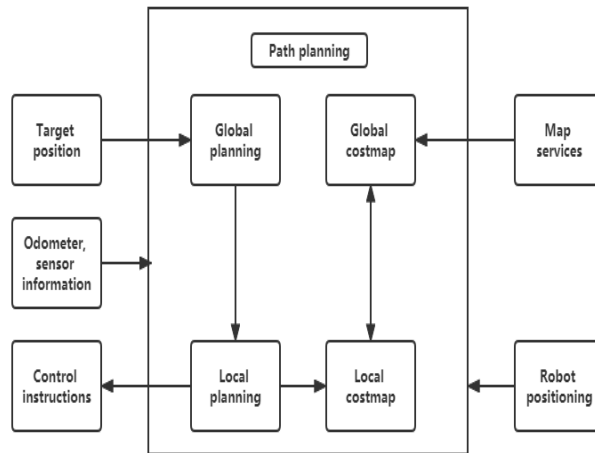 Path planning
Target
position
Global
planning
Global
costmap
Map
services
Odometer,
sensor
information
Control
instructions
Local
planning
Local
costmap
Robot
positioning